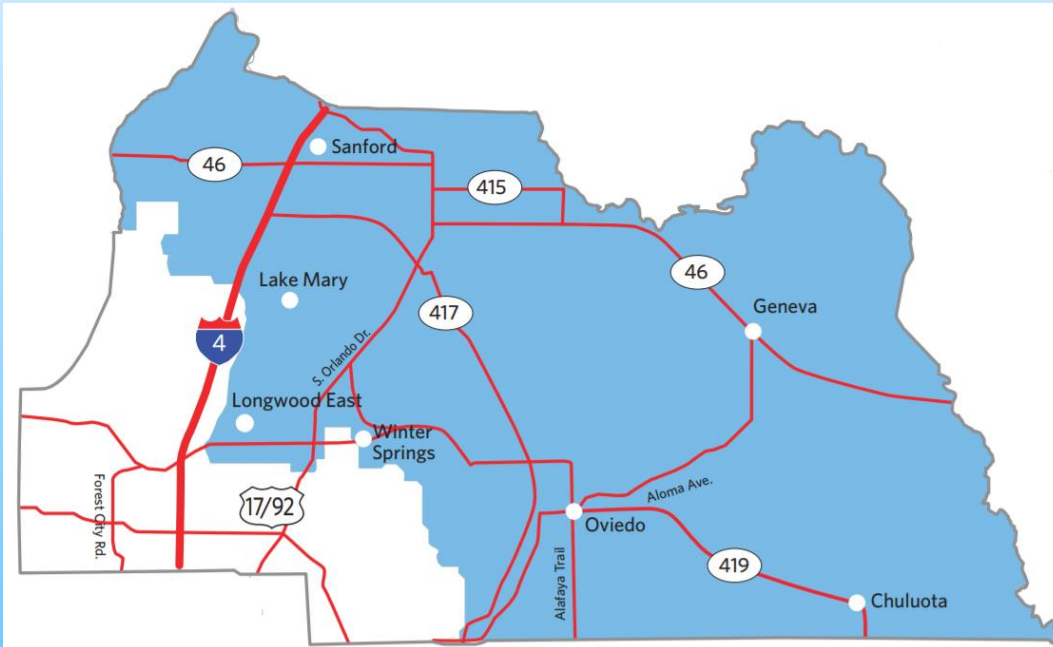 Sanford
46
415
Lake Mary
46
417
Geneva
4
S. Orlando Dr.
Longwood East
Winter
Springs
Forest City Rd.
17/92
Aloma Ave.
Oviedo
Alafaya Trail
419
Chuluota